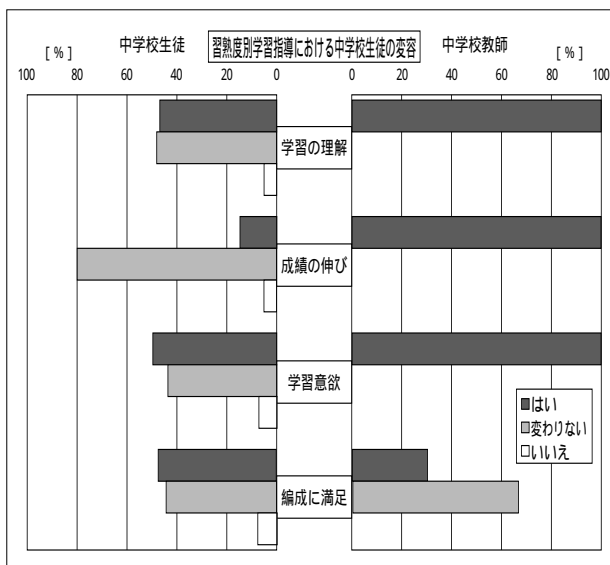 中学校生徒 習熟度別学習指導における中学校生徒の変容 中学校教師
[ % ] [ % ]
100 80 60 40 20 0 0 20 40 60 80 100
学習の理解
成績の伸び
学習意欲
はい
変わりない
いいえ
編成に満足